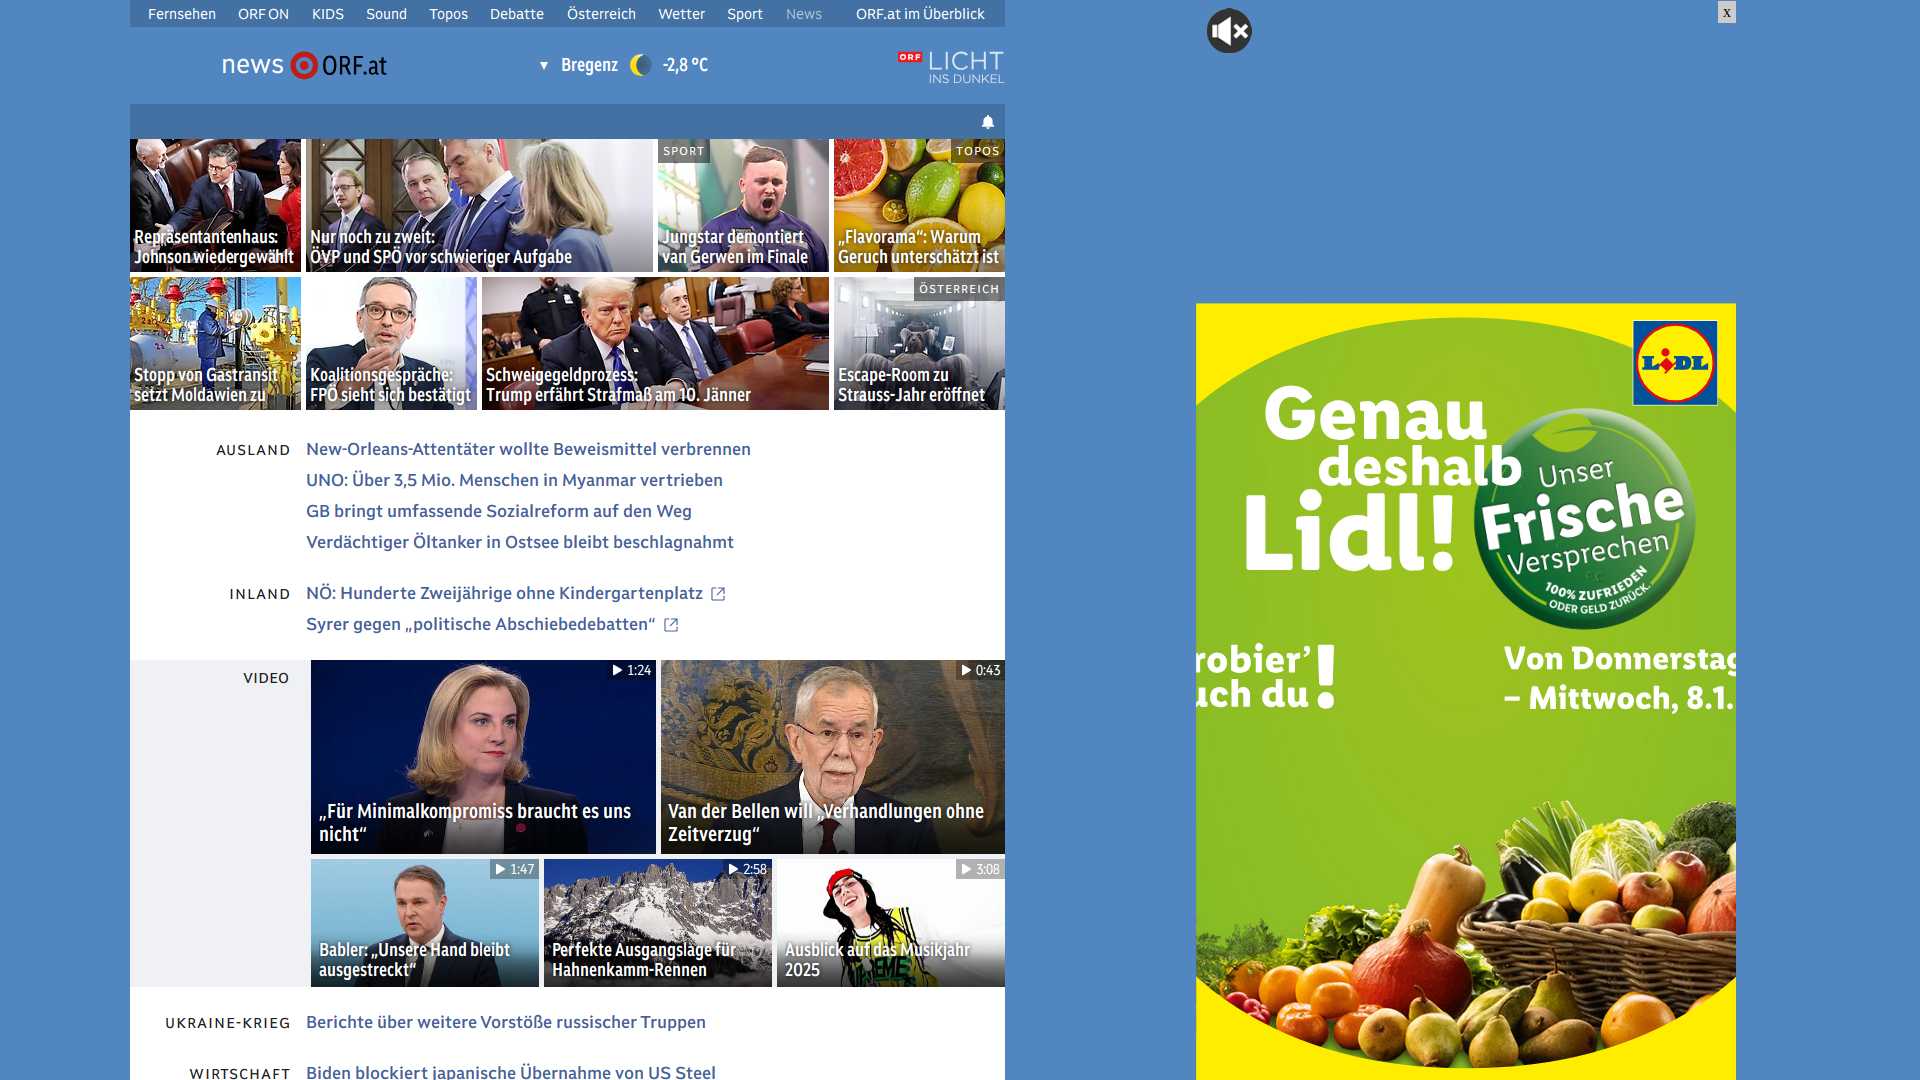 Fernsehen ORF ON KIDS Sound Topos Debatte Österreich Wetter Sport News ORF.at im Überblick
x
news ORF.at
▼ Bregenz -2,8 °C
ORF LICHT
INS DUNKEL
Repräsentantenhaus:
Johnson wiedergewählt
Nur noch zu zweit:
ÖVP und SPÖ vor schwieriger Aufgabe
SPORT
Jungstar demontiert
van Gerwen im Finale
TOPOS
„Flavorama“: Warum
Geruch unterschätzt ist
Stopp von Gastransit
setzt Moldawien zu
Koalitionsgespräche:
FPÖ sieht sich bestätigt
Schweigegeldprozess:
Trump erfährt Strafmaß am 10. Jänner
ÖSTERREICH
Escape-Room zu
Strauss-Jahr eröffnet
AUSLAND
New-Orleans-Attentäter wollte Beweismittel verbrennen
UNO: Über 3,5 Mio. Menschen in Myanmar vertrieben
GB bringt umfassende Sozialreform auf den Weg
Verdächtiger Öltanker in Ostsee bleibt beschlagnahmt
INLAND
NÖ: Hunderte Zweijährige ohne Kindergartenplatz
Syrer gegen „politische Abschiebedebatten“
VIDEO
1:24
„Für Minimalkompromiss braucht es uns
nicht“
0:43
Van der Bellen will „Verhandlungen ohne
Zeitverzug“
1:47
Babler: „Unsere Hand bleibt
ausgestreckt“
2:58
Perfekte Ausgangslage für
Hahnenkamm-Rennen
3:08
Ausblick auf das Musikjahr
2025
UKRAINE-KRIEG
Berichte über weitere Vorstöße russischer Truppen
WIRTSCHAFT
Biden blockiert japanische Übernahme von US Steel
LiDL
Genau
deshalb
Lidl!
Unser
Frische
Versprechen
100% ZUFRIEDEN
ODER GELD ZURÜCK.
robier’
uch du!
Von Donnerstag
– Mittwoch, 8.1.